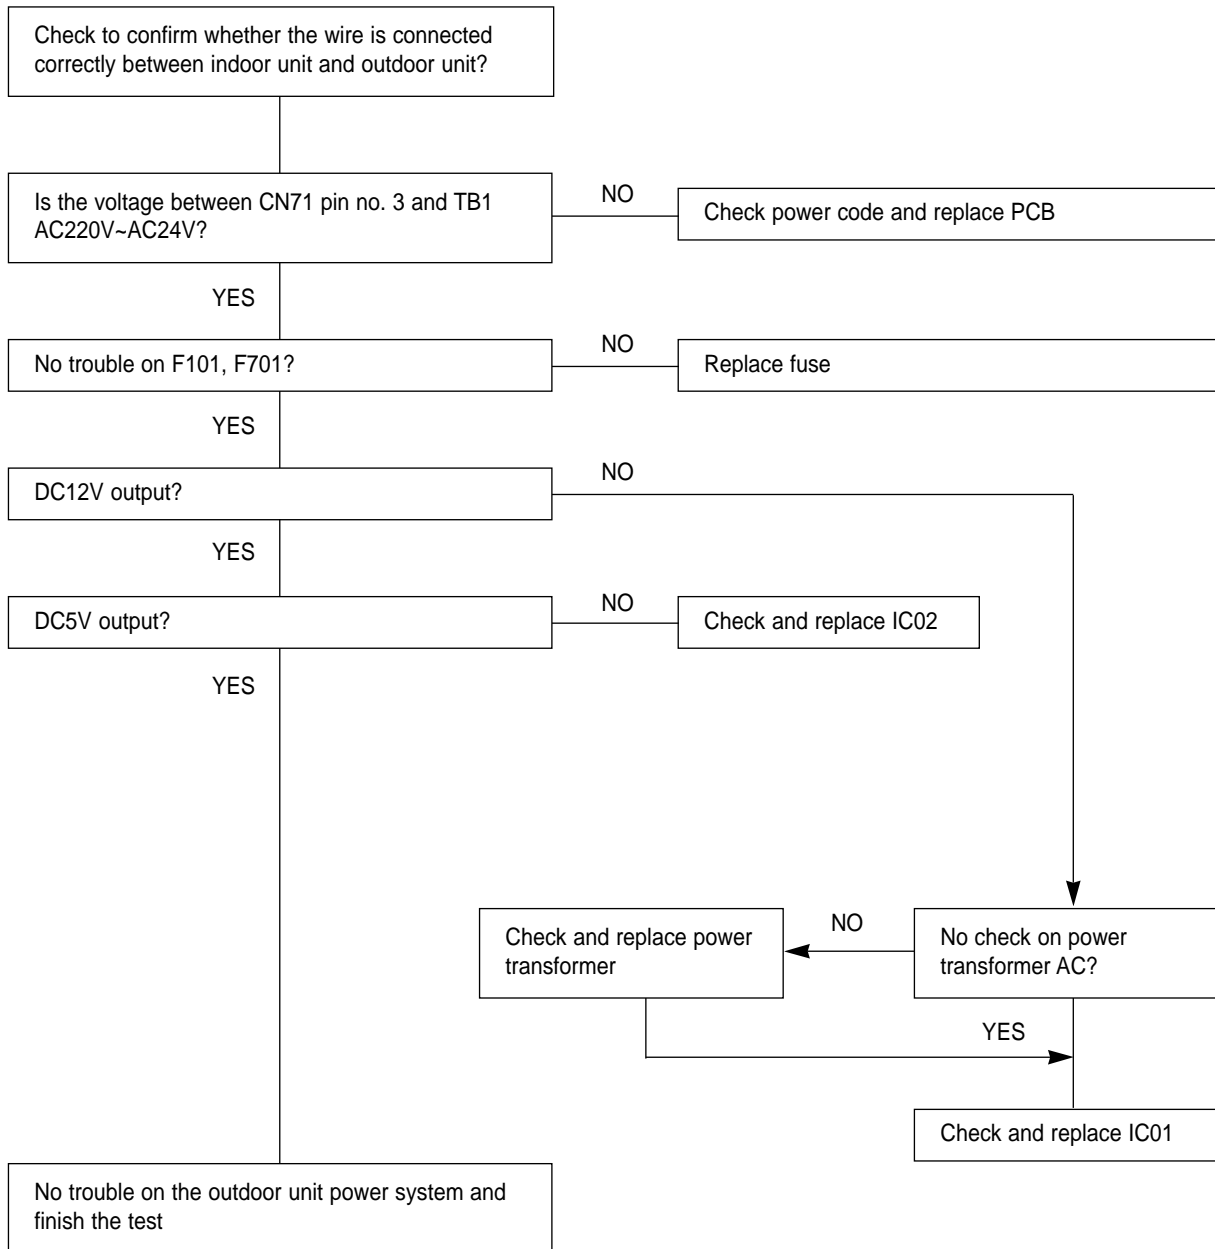 Check to confirm whether the wire is connected
correctly between indoor unit and outdoor unit?
Is the voltage between CN71 pin no. 3 and TB1
AC220V~AC24V?
NO
Check power code and replace PCB
YES
No trouble on F101, F701?
NO
Replace fuse
YES
DC12V output?
NO
YES
DC5V output?
NO
Check and replace IC02
YES
Check and replace power
transformer
NO
No check on power
transformer AC?
YES
Check and replace IC01
No trouble on the outdoor unit power system and
finish the test